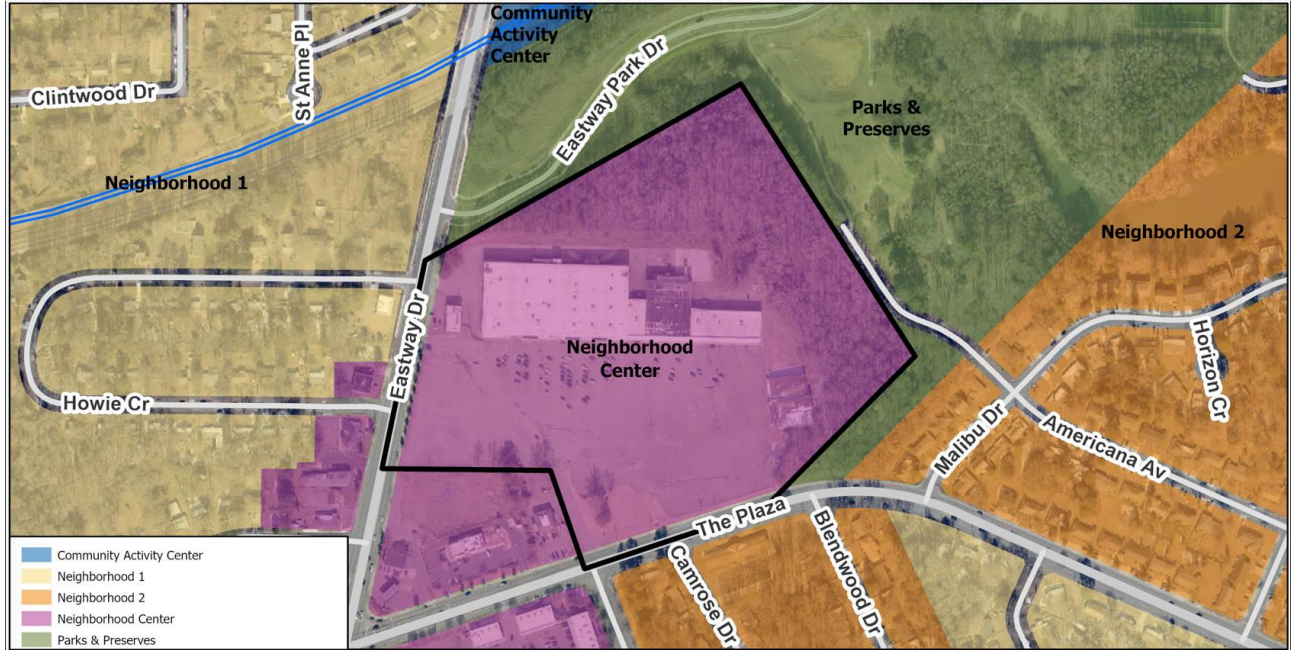 Community
Activity
Center
St Anne Pl
Clintwood Dr
Eastway Park Dr
Parks &
Preserves
Neighborhood 1
Neighborhood 2
Eastway Dr
Neighborhood
Center
Horizon Cr
Howie Cr
Malibu Dr
Americana Av
The Plaza
Blendwood Dr
Camrose Dr
Community Activity Center
Neighborhood 1
Neighborhood 2
Neighborhood Center
Parks & Preserves